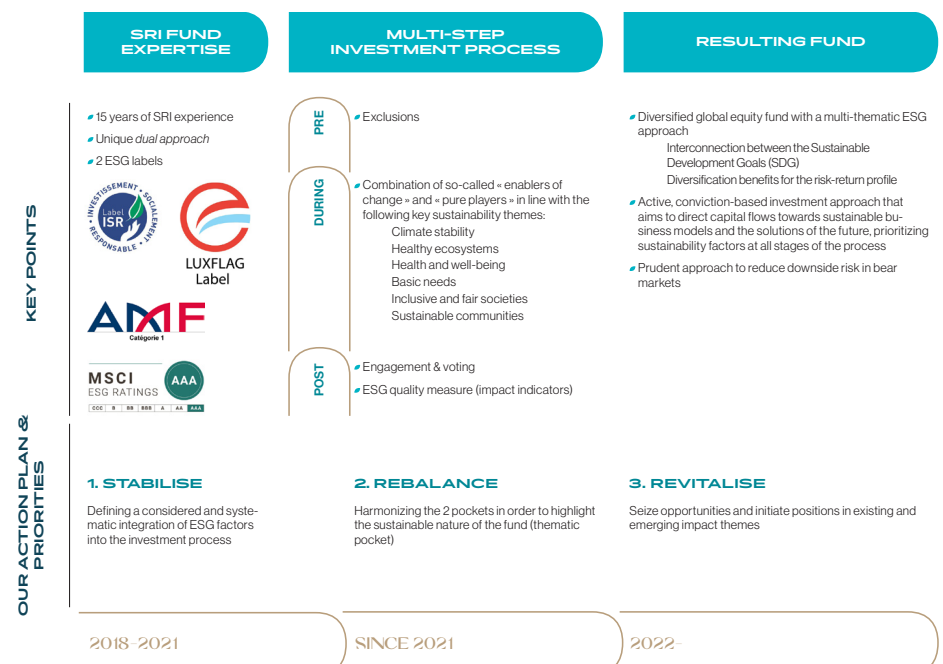 SRI FUND
EXPERTISE
MULTI-STEP
INVESTMENT PROCESS
RESULTING FUND
KEY POINTS
15 years of SRI experience
Unique dual approach
2 ESG labels
INVESTISSEMENT • SOCIALEMENT • RESPONSABLE •
Label
ISR
LUXFLAG
Label
AMF
Catégorie 1
MSCI
ESG RATINGS
AAA
CCC B BB BBB A AA AAA
PRE
Exclusions
DURING
Combination of so-called « enablers of
change » and « pure players » in line with the
following key sustainability themes:
Climate stability
Healthy ecosystems
Health and well-being
Basic needs
Inclusive and fair societies
Sustainable communities
POST
Engagement & voting
ESG quality measure (impact indicators)
Diversified global equity fund with a multi-thematic ESG
approach
Interconnection between the Sustainable
Development Goals (SDG)
Diversification benefits for the risk-return profile
Active, conviction-based investment approach that
aims to direct capital flows towards sustainable bu-
siness models and the solutions of the future, prioritizing
sustainability factors at all stages of the process
Prudent approach to reduce downside risk in bear
markets
OUR ACTION PLAN &
PRIORITIES
1. STABILISE
Defining a considered and syste-
matic integration of ESG factors
into the investment process
2. REBALANCE
Harmonizing the 2 pockets in order to highlight
the sustainable nature of the fund (thematic
pocket)
3. REVITALISE
Seize opportunities and initiate positions in existing and
emerging impact themes
2018-2021
SINCE 2021
2022-